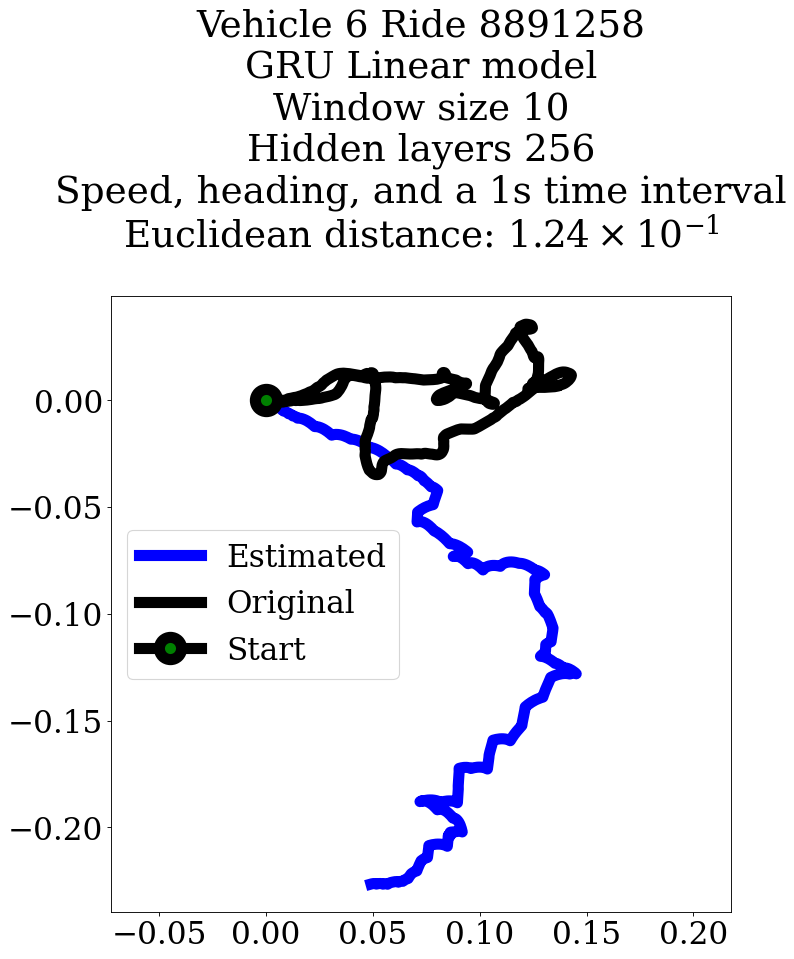 Vehicle 6 Ride 8891258
GRU Linear model
Window size 10
Hidden layers 256
Speed, heading, and a 1s time interval
Euclidean distance: 1.24 × 10⁻¹
0.00
−0.05
−0.10
−0.15
−0.20
Estimated
Original
Start
−0.05 0.00 0.05 0.10 0.15 0.20